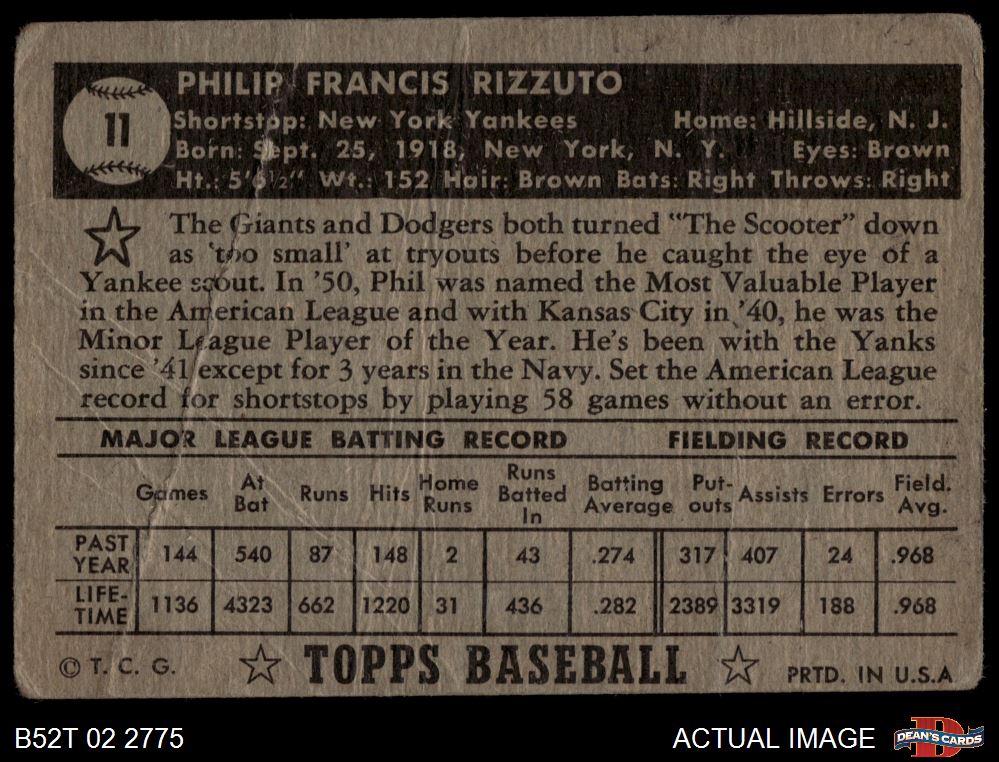 11
PHILIP FRANCIS RIZZUTO
Shortstop: New York Yankees Home: Hillside, N. J.
Born: Sept. 25, 1918, New York, N. Y. Eyes: Brown
Ht.: 5'6½" Wt.: 152 Hair: Brown Bats: Right Throws: Right
The Giants and Dodgers both turned "The Scooter" down
as 'too small' at tryouts before he caught the eye of a
Yankee scout. In '50, Phil was named the Most Valuable Player
in the American League and with Kansas City in '40, he was the
Minor League Player of the Year. He's been with the Yanks
since '41 except for 3 years in the Navy. Set the American League
record for shortstops by playing 58 games without an error.
MAJOR LEAGUE BATTING RECORD FIELDING RECORD
Games At Bat Runs Hits Home Runs Runs Batted In Batting Average Put-outs Assists Errors Field. Avg.
PAST YEAR 144 540 87 148 2 43 .274 317 407 24 .968
LIFE-TIME 1136 4323 662 1220 31 436 .282 2389 3319 188 .968
© T. C. G. TOPPS BASEBALL PRTD. IN U.S.A
B52T 02 2775 ACTUAL IMAGE DEAN'S CARDS